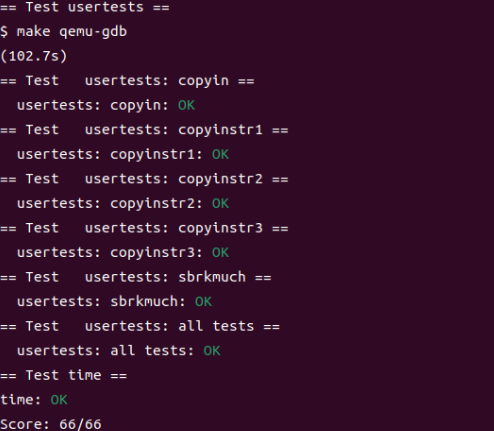 == Test usertests ==
$ make qemu-gdb
(102.7s)
== Test   usertests: copyin ==
  usertests: copyin: OK
== Test   usertests: copyinstr1 ==
  usertests: copyinstr1: OK
== Test   usertests: copyinstr2 ==
  usertests: copyinstr2: OK
== Test   usertests: copyinstr3 ==
  usertests: copyinstr3: OK
== Test   usertests: sbrkmuch ==
  usertests: sbrkmuch: OK
== Test   usertests: all tests ==
  usertests: all tests: OK
== Test time ==
time: OK
Score: 66/66